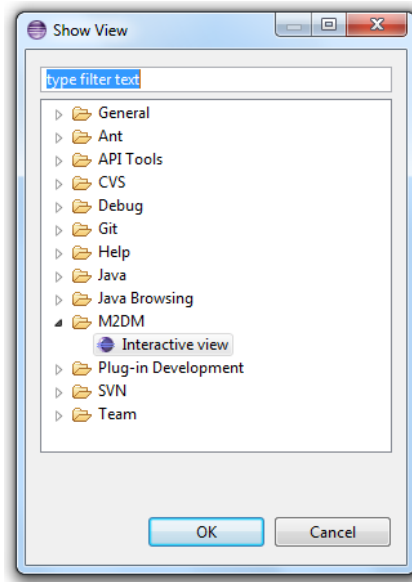 Show View
type filter text
General
Ant
API Tools
CVS
Debug
Git
Help
Java
Java Browsing
M2DM
Interactive view
Plug-in Development
SVN
Team
OK
Cancel